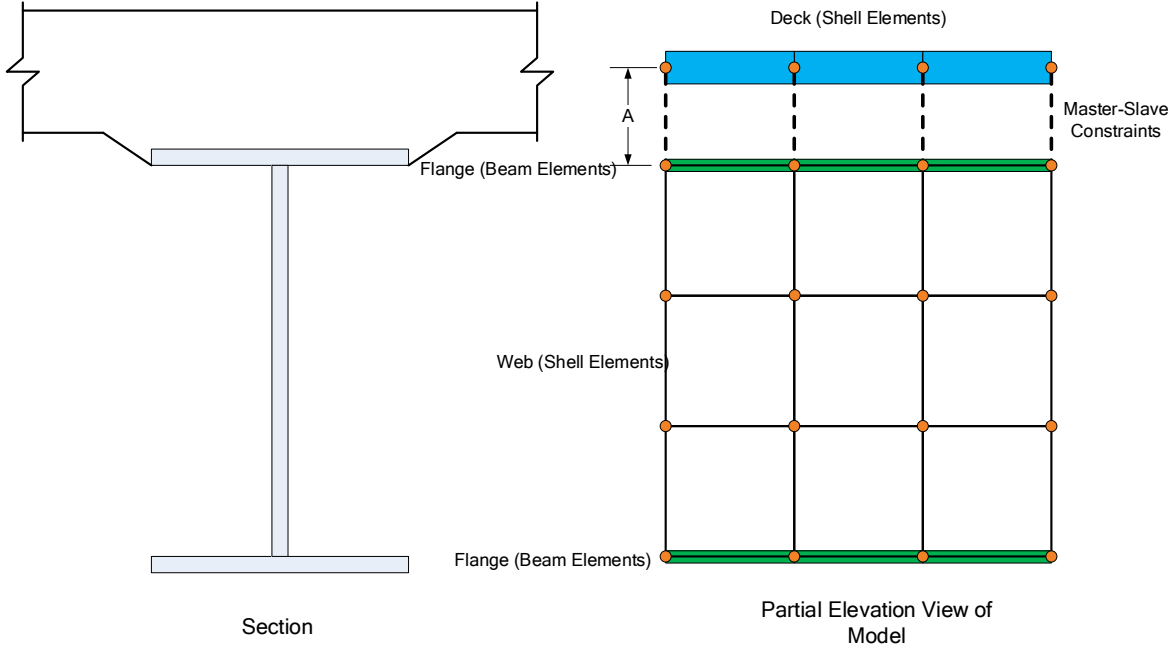 Deck (Shell Elements)
A
Master-Slave
Constraints
Flange (Beam Elements)
Web (Shell Elements)
Flange (Beam Elements)
Section
Partial Elevation View of
Model